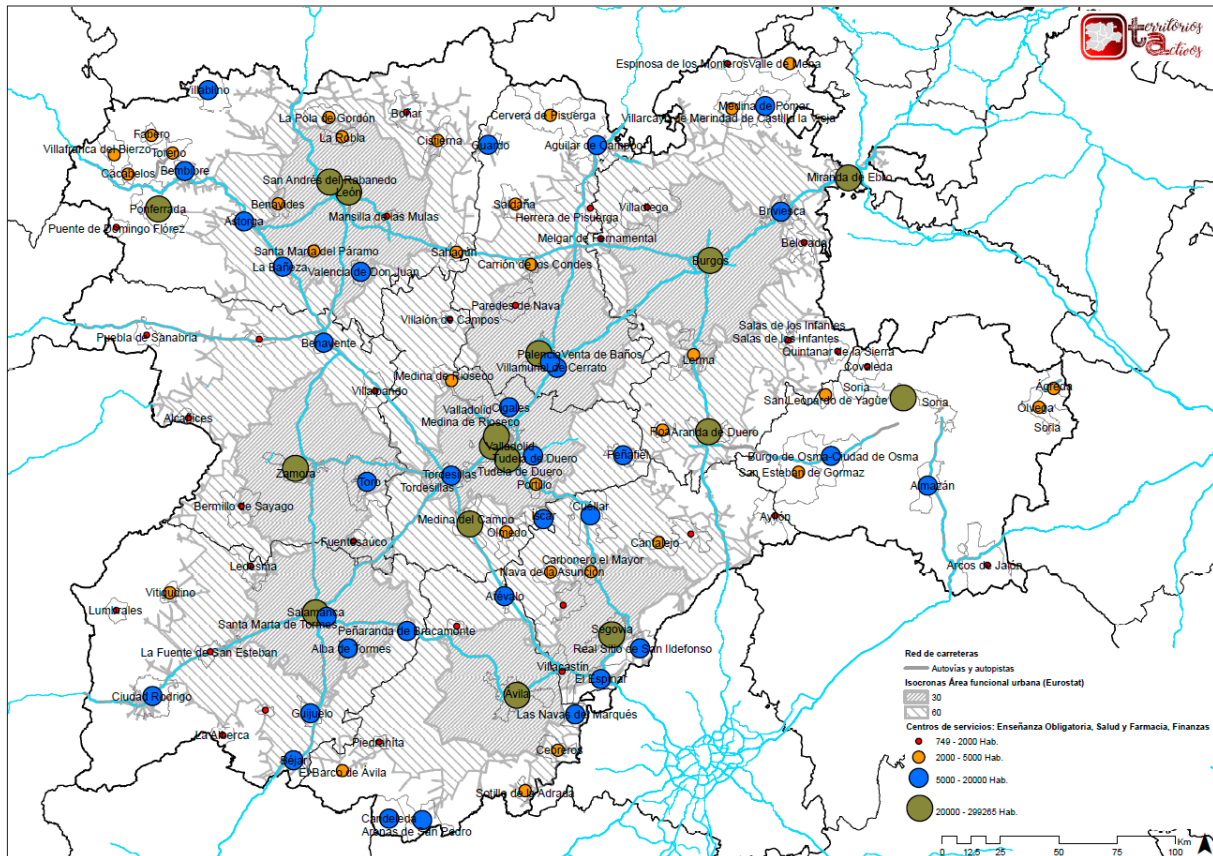 territórios
activos
Espinosa de los Monteros
Valle de Mena
Villablino
Medina de Pomar
Villarcayo de Merindad de Castilla la Vieja
La Pola de Gordón
Boñar
Cervera de Pisuerga
La Robla
Cistierna
Guardo
Aguilar de Campoo
Fabero
Villafranca del Bierzo
Toreno
Cacabelos
Bembibre
San Andrés del Rabanedo
León
Miranda de Ebro
Ponferrada
Benavides
Saldaña
Villadiego
Briviesca
Mansilla de las Mulas
Herrera de Pisuerga
Puente de Domingo Flórez
Astorga
Melgar de Fernamental
Belorado
Santa María del Páramo
Sahagún
Carrión de los Condes
Burgos
La Bañeza
Valencia de Don Juan
Paredes de Nava
Villalón de Campos
Salas de los Infantes
Salas de los Infantes
Puebla de Sanabria
Benavente
Quintanar de la Sierra
Palencia
Venta de Baños
Lerma
Covaleda
Villamuriel de Cerrato
Medina de Rioseco
Villalpando
Soria
Ágreda
San Leonardo de Yagüe
Soria
Ólvega
Valladolid
Cigales
Medina de Rioseco
Soria
Alcañices
Roa
Aranda de Duero
Valladolid
Tudela de Duero
Peñafiel
Burgo de Osma-Ciudad de Osma
Zamora
Tudela de Duero
San Esteban de Gormaz
Toro
Tordesillas
Tordesillas
Portillo
Almazán
Bermillo de Sayago
Cuéllar
Medina del Campo
Íscar
Ayllón
Olmedo
Fuentesaúco
Cantalejo
Carbonero el Mayor
Ledesma
Nava de la Asunción
Arcos de Jalón
Vitigudino
Arévalo
Lumbrales
Salamanca
Santa Marta de Tormes
Peñaranda de Bracamonte
Segovia
Alba de Tormes
Real Sitio de San Ildefonso
La Fuente de San Esteban
Villacastín
El Espinar
Ciudad Rodrigo
Ávila
Guijuelo
Las Navas del Marqués
La Alberca
Piedrahíta
Cebreros
Béjar
El Barco de Ávila
Sotillo de la Adrada
Candeleda
Arenas de San Pedro
Red de carreteras
Autovías y autopistas
Isocronas Área funcional urbana (Eurostat)
30
60
Centros de servicios: Enseñanza Obligatoria, Salud y Farmacia, Finanzas
749 - 2000 Hab.
2000 - 5000 Hab.
5000 - 20000 Hab.
20000 - 299265 Hab.
Km
0 12,5 25 50 75 100